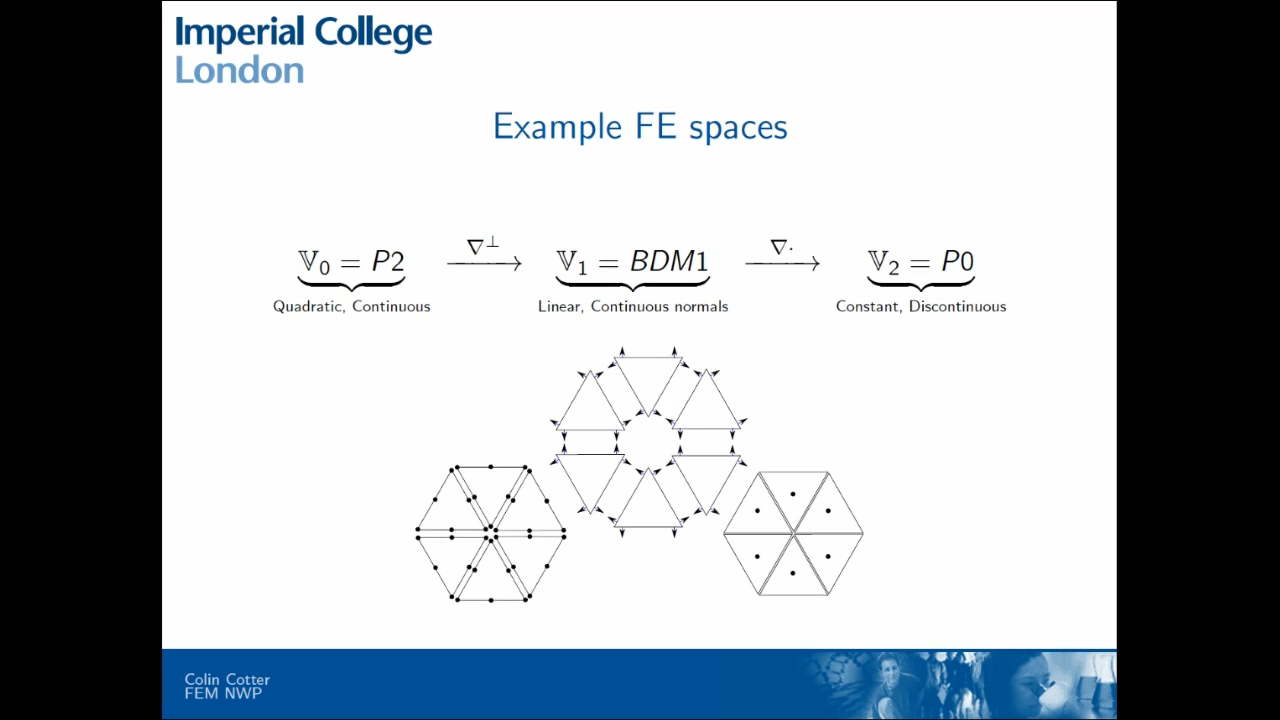 Imperial College
London
Example FE spaces
∇⊥ ∇·
𝕍0 = P2 𝕍1 = BDM1 𝕍2 = P0
Quadratic, Continuous Linear, Continuous normals Constant, Discontinuous
Colin Cotter
FEM NWP